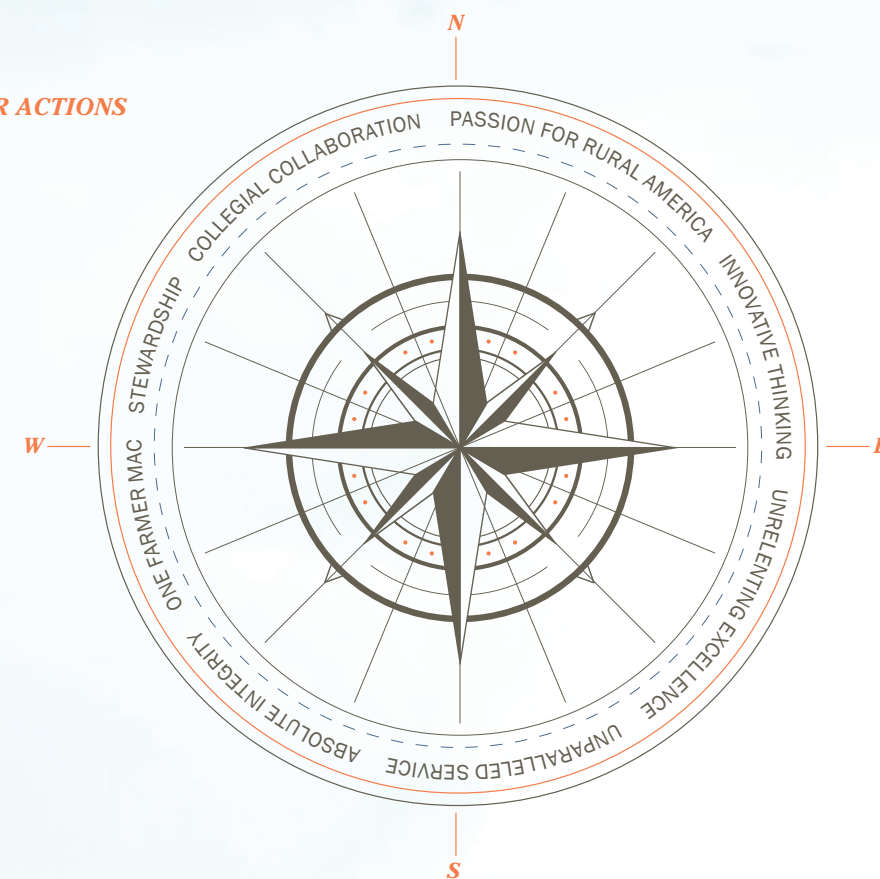 N
R ACTIONS
PASSION FOR RURAL AMERICA
INNOVATIVE THINKING
UNRELENTING EXCELLENCE
UNPARALLELED SERVICE
ABSOLUTE INTEGRITY
ONE FARMER MAC
STEWARDSHIP
COLLEGIAL COLLABORATION
W
S